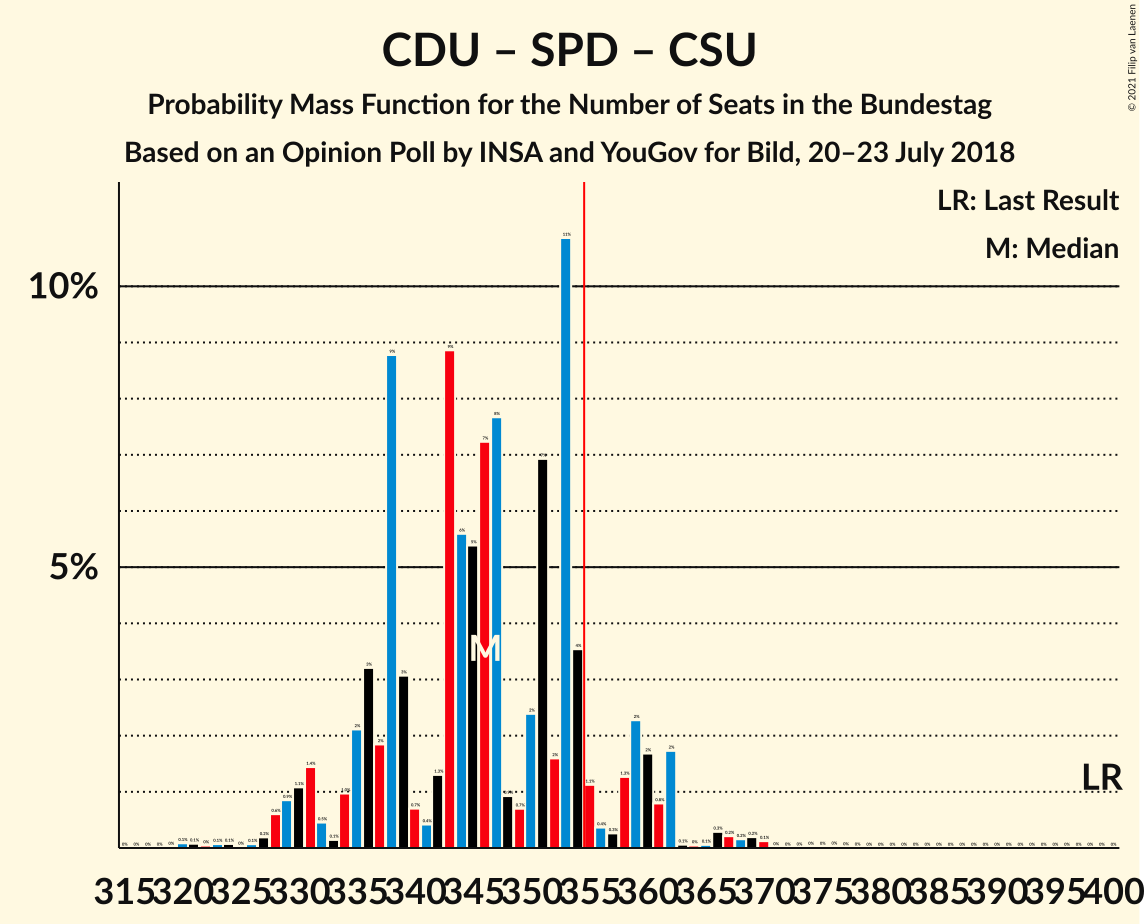 CDU – SPD – CSU
Probability Mass Function for the Number of Seats in the Bundestag
Based on an Opinion Poll by INSA and YouGov for Bild, 20–23 July 2018
© 2021 Filip van Laenen
LR: Last Result
M: Median
10%
5%
M
LR
315 320 325 330 335 340 345 350 355 360 365 370 375 380 385 390 395 400